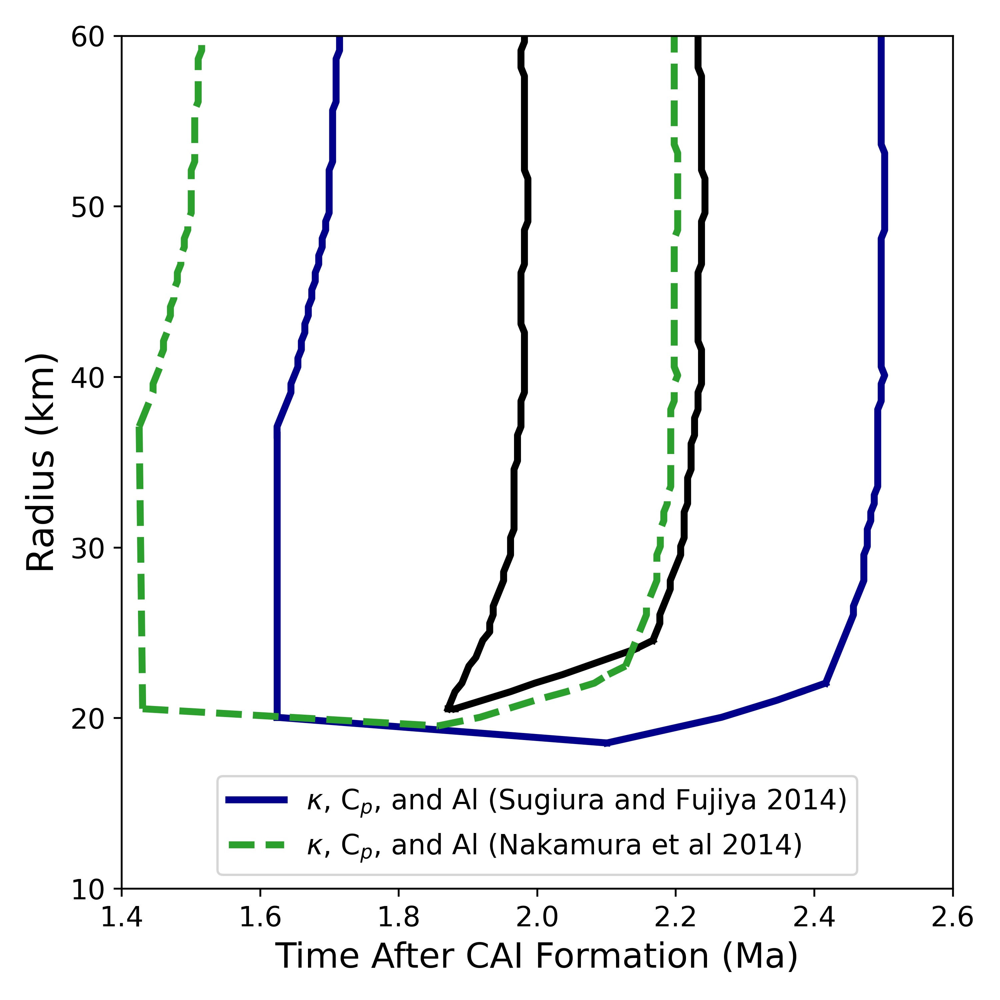 60
50
40
30
20
10
Radius (km)
κ, Cp, and Al (Sugiura and Fujiya 2014)
κ, Cp, and Al (Nakamura et al 2014)
1.4 1.6 1.8 2.0 2.2 2.4 2.6
Time After CAI Formation (Ma)